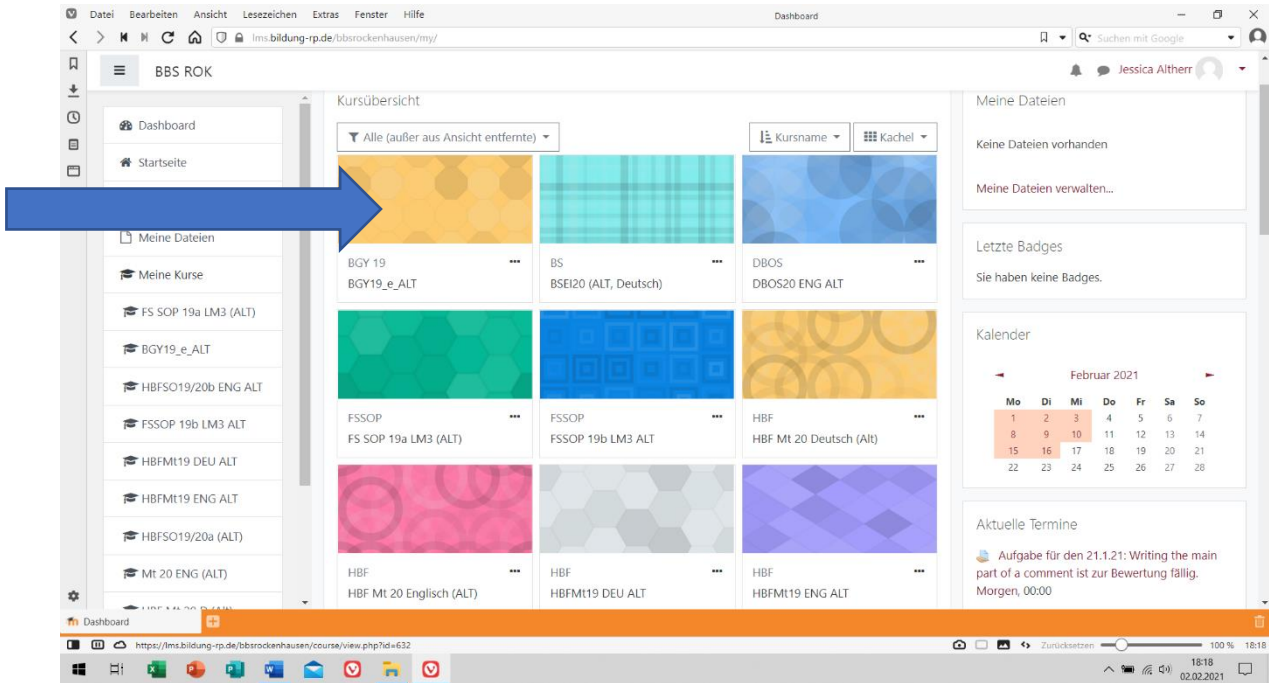 Datei Bearbeiten Ansicht Lesezeichen Extras Fenster Hilfe
Dashboard
lms.bildung-rp.de/bbsrockenhausen/my/
Suchen mit Google
BBS ROK
Jessica Altherr
Dashboard
Startseite
Meine Dateien
Meine Kurse
FS SOP 19a LM3 (ALT)
BGY19_e_ALT
HBFSO19/20b ENG ALT
FSSOP 19b LM3 ALT
HBFMt19 DEU ALT
HBFMt19 ENG ALT
HBFSO19/20a (ALT)
Mt 20 ENG (ALT)
Kursübersicht
Alle (außer aus Ansicht entfernte)
Kursname
Kachel
BGY 19
BGY19_e_ALT
BS
BSEI20 (ALT, Deutsch)
DBOS
DBOS20 ENG ALT
FSSOP
FS SOP 19a LM3 (ALT)
FSSOP
FSSOP 19b LM3 ALT
HBF
HBF Mt 20 Deutsch (Alt)
HBF
HBF Mt 20 Englisch (ALT)
HBF
HBFMt19 DEU ALT
HBF
HBFMt19 ENG ALT
Meine Dateien
Keine Dateien vorhanden
Meine Dateien verwalten...
Letzte Badges
Sie haben keine Badges.
Kalender
Februar 2021
Mo Di Mi Do Fr Sa So
1 2 3 4 5 6 7
8 9 10 11 12 13 14
15 16 17 18 19 20 21
22 23 24 25 26 27 28
Aktuelle Termine
Aufgabe für den 21.1.21: Writing the main
part of a comment ist zur Bewertung fällig.
Morgen, 00:00
Dashboard
https://lms.bildung-rp.de/bbsrockenhausen/course/view.php?id=632
Zurücksetzen
100 %
18:18
18:18
02.02.2021